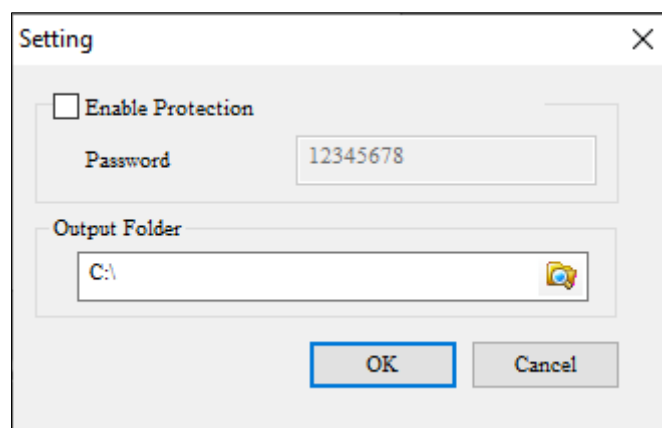 Setting
Enable Protection
Password 12345678
Output Folder
C:\
OK Cancel